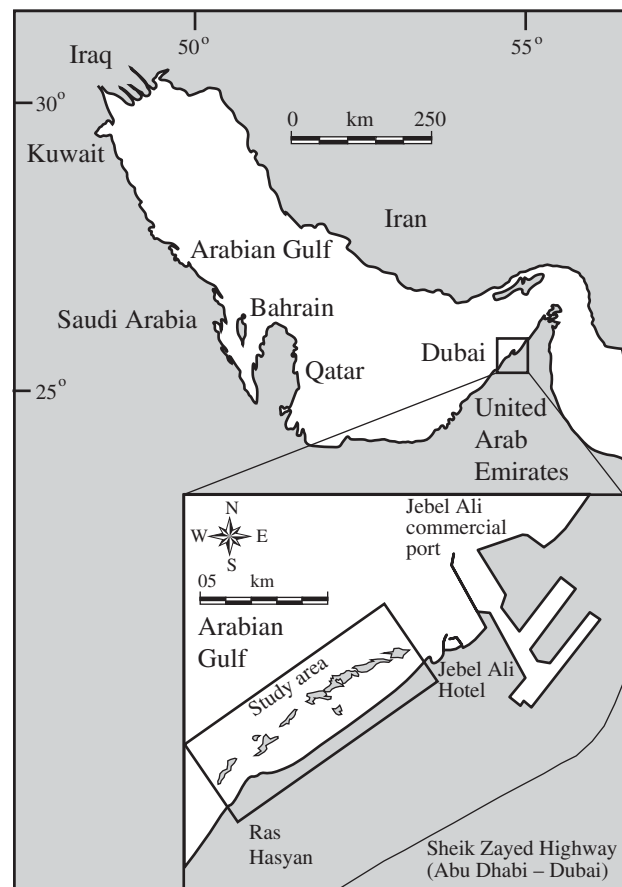 50°
55°
Iraq
30°
0 km 250
Kuwait
Iran
Arabian Gulf
Bahrain
Saudi Arabia
Dubai
Qatar
25°
United
Arab
Emirates
N
W E
S
Jebel Ali
commercial
port
05 km
Arabian
Gulf
Study area
Jebel Ali
Hotel
Ras
Hasyan
Sheik Zayed Highway
(Abu Dhabi – Dubai)